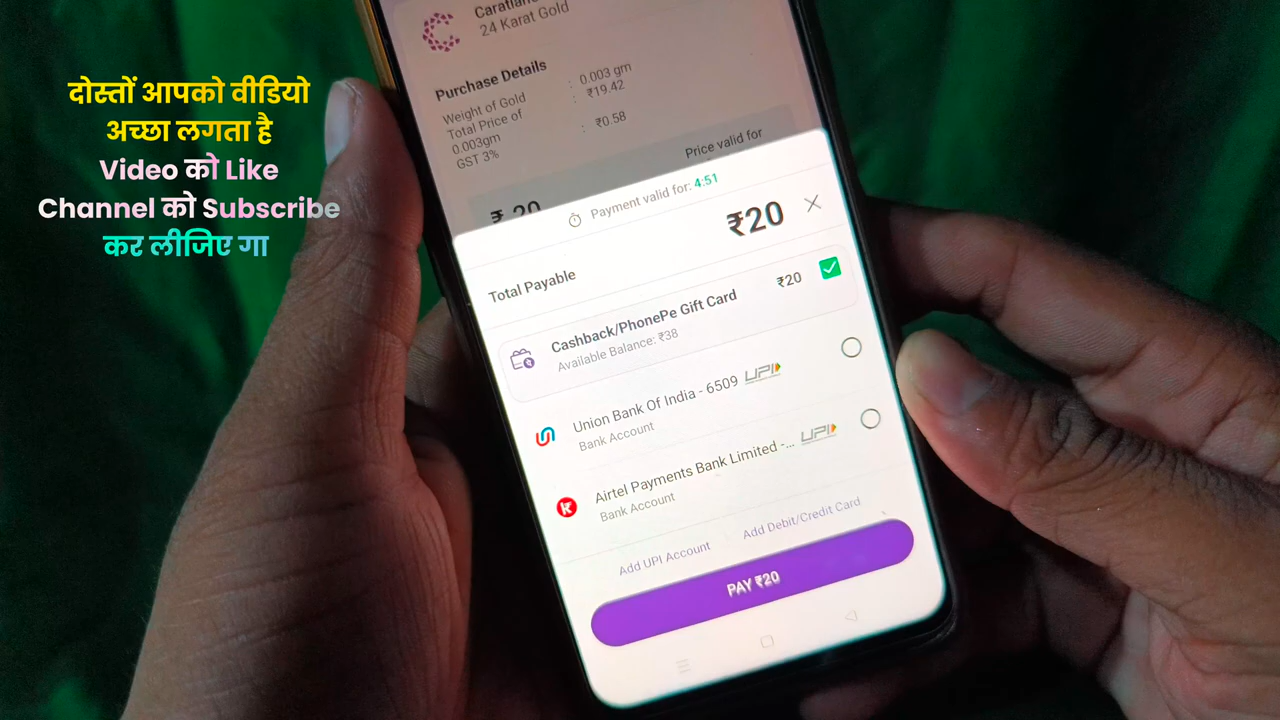 दोस्तों आपको वीडियो
अच्छा लगता है
Video को Like
Channel को Subscribe
कर लीजिए गा
24 Karat Gold
Purchase Details
Weight of Gold : 0.003 gm
Total Price of : ₹19.42
0.003gm
GST 3% : ₹0.58
Price valid for
₹ 20
Payment valid for: 4:51
Total Payable ₹20
Cashback/PhonePe Gift Card ₹20
Available Balance: ₹38
Union Bank Of India - 6509 UPI
Bank Account
Airtel Payments Bank Limited -... UPI
Bank Account
Add UPI Account Add Debit/Credit Card
PAY ₹20